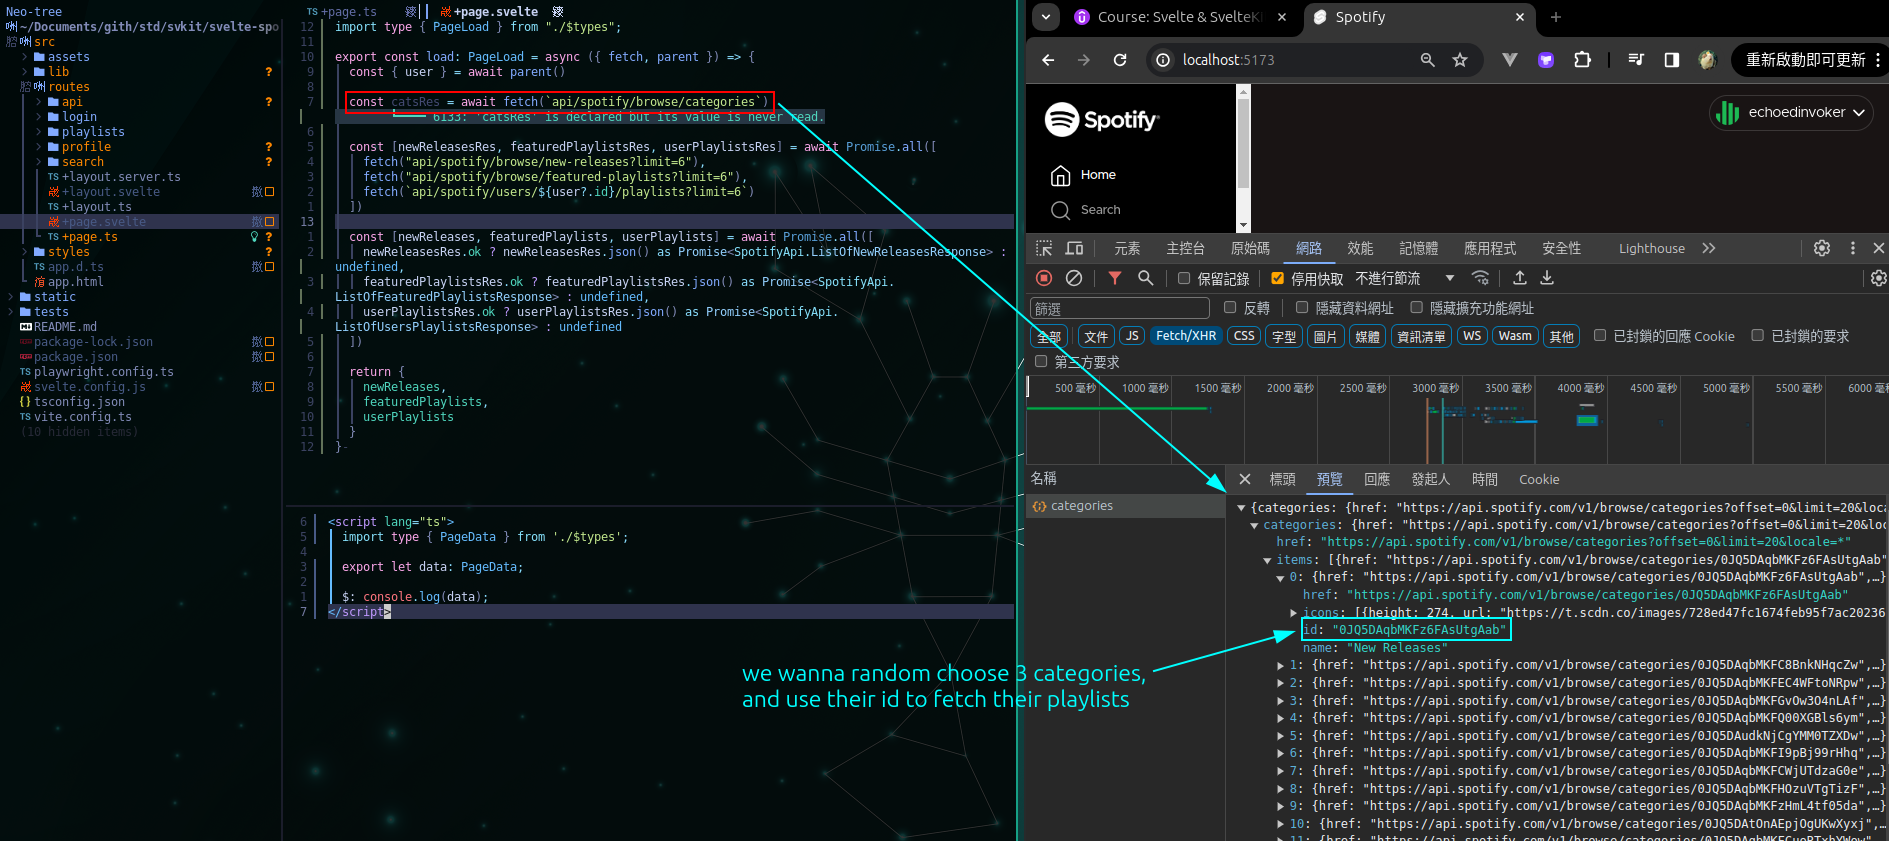 Neo-tree
~/Documents/gith/std/svkit/svelte-spo
src
assets
lib ?
routes
api ?
login
playlists
profile ?
search ?
TS +layout.server.ts
+layout.svelte
TS +layout.ts
+page.svelte
TS +page.ts ?
styles ?
TS app.d.ts
app.html
static
tests
README.md
package-lock.json
package.json
TS playwright.config.ts
svelte.config.js
{} tsconfig.json
TS vite.config.ts
(10 hidden items)
TS +page.ts
+page.svelte
12 import type { PageLoad } from "./$types";
11
10 export const load: PageLoad = async ({ fetch, parent }) => {
9 const { user } = await parent()
8
7 const catsRes = await fetch(`api/spotify/browse/categories`)
6133: 'catsRes' is declared but its value is never read.
6
5 const [newReleasesRes, featuredPlaylistsRes, userPlaylistsRes] = await Promise.all([
4 fetch("api/spotify/browse/new-releases?limit=6"),
3 fetch("api/spotify/browse/featured-playlists?limit=6"),
2 fetch(`api/spotify/users/${user?.id}/playlists?limit=6`)
1 ])
13
1 const [newReleases, featuredPlaylists, userPlaylists] = await Promise.all([
2 newReleasesRes.ok ? newReleasesRes.json() as Promise<SpotifyApi.ListOfNewReleasesResponse> :
undefined,
3 featuredPlaylistsRes.ok ? featuredPlaylistsRes.json() as Promise<SpotifyApi.
ListOfFeaturedPlaylistsResponse> : undefined,
4 userPlaylistsRes.ok ? userPlaylistsRes.json() as Promise<SpotifyApi.
ListOfUsersPlaylistsResponse> : undefined
5 ])
6
7 return {
8 newReleases,
9 featuredPlaylists,
10 userPlaylists
11 }
12 }
6 <script lang="ts">
5 import type { PageData } from './$types';
4
3 export let data: PageData;
2
1 $: console.log(data);
7 </script>
we wanna random choose 3 categories,
and use their id to fetch their playlists
Course: Svelte & SvelteKi
Spotify
localhost:5173
重新啟動即可更新
Spotify
echoedinvoker
Home
Search
元素 主控台 原始碼 網路 效能 記憶體 應用程式 安全性 Lighthouse
保留記錄 停用快取 不進行節流
篩選 反轉 隱藏資料網址 隱藏擴充功能網址
全部 文件 JS Fetch/XHR CSS 字型 圖片 媒體 資訊清單 WS Wasm 其他 已封鎖的回應 Cookie 已封鎖的要求
第三方要求
500 毫秒 1000 毫秒 1500 毫秒 2000 毫秒 2500 毫秒 3000 毫秒 3500 毫秒 4000 毫秒 4500 毫秒 5000 毫秒 5500 毫秒 6000 毫
名稱
categories
標頭 預覽 回應 發起人 時間 Cookie
{categories: {href: "https://api.spotify.com/v1/browse/categories?offset=0&limit=20&loca
categories: {href: "https://api.spotify.com/v1/browse/categories?offset=0&limit=20&loc
href: "https://api.spotify.com/v1/browse/categories?offset=0&limit=20&locale=*"
items: [{href: "https://api.spotify.com/v1/browse/categories/0JQ5DAqbMKFz6FAsUtgAab"
0: {href: "https://api.spotify.com/v1/browse/categories/0JQ5DAqbMKFz6FAsUtgAab",…}
href: "https://api.spotify.com/v1/browse/categories/0JQ5DAqbMKFz6FAsUtgAab"
icons: [{height: 274, url: "https://t.scdn.co/images/728ed47fc1674feb95f7ac20236
id: "0JQ5DAqbMKFz6FAsUtgAab"
name: "New Releases"
1: {href: "https://api.spotify.com/v1/browse/categories/0JQ5DAqbMKFC8BnkNHqcZw",…}
2: {href: "https://api.spotify.com/v1/browse/categories/0JQ5DAqbMKFEC4WFtoNRpw",…}
3: {href: "https://api.spotify.com/v1/browse/categories/0JQ5DAqbMKFGvOw3O4nLAf",…}
4: {href: "https://api.spotify.com/v1/browse/categories/0JQ5DAqbMKFQ00XGBls6ym",…}
5: {href: "https://api.spotify.com/v1/browse/categories/0JQ5DAudkNjCgYMM0TZXDw",…}
6: {href: "https://api.spotify.com/v1/browse/categories/0JQ5DAqbMKFI9pBj99rHhq",…}
7: {href: "https://api.spotify.com/v1/browse/categories/0JQ5DAqbMKFCWjUTdzaG0e",…}
8: {href: "https://api.spotify.com/v1/browse/categories/0JQ5DAqbMKFHOzuVTgTizF",…}
9: {href: "https://api.spotify.com/v1/browse/categories/0JQ5DAqbMKFzHmL4tf05da",…}
10: {href: "https://api.spotify.com/v1/browse/categories/0JQ5DAtOnAEpjOgUKwXyxj",…